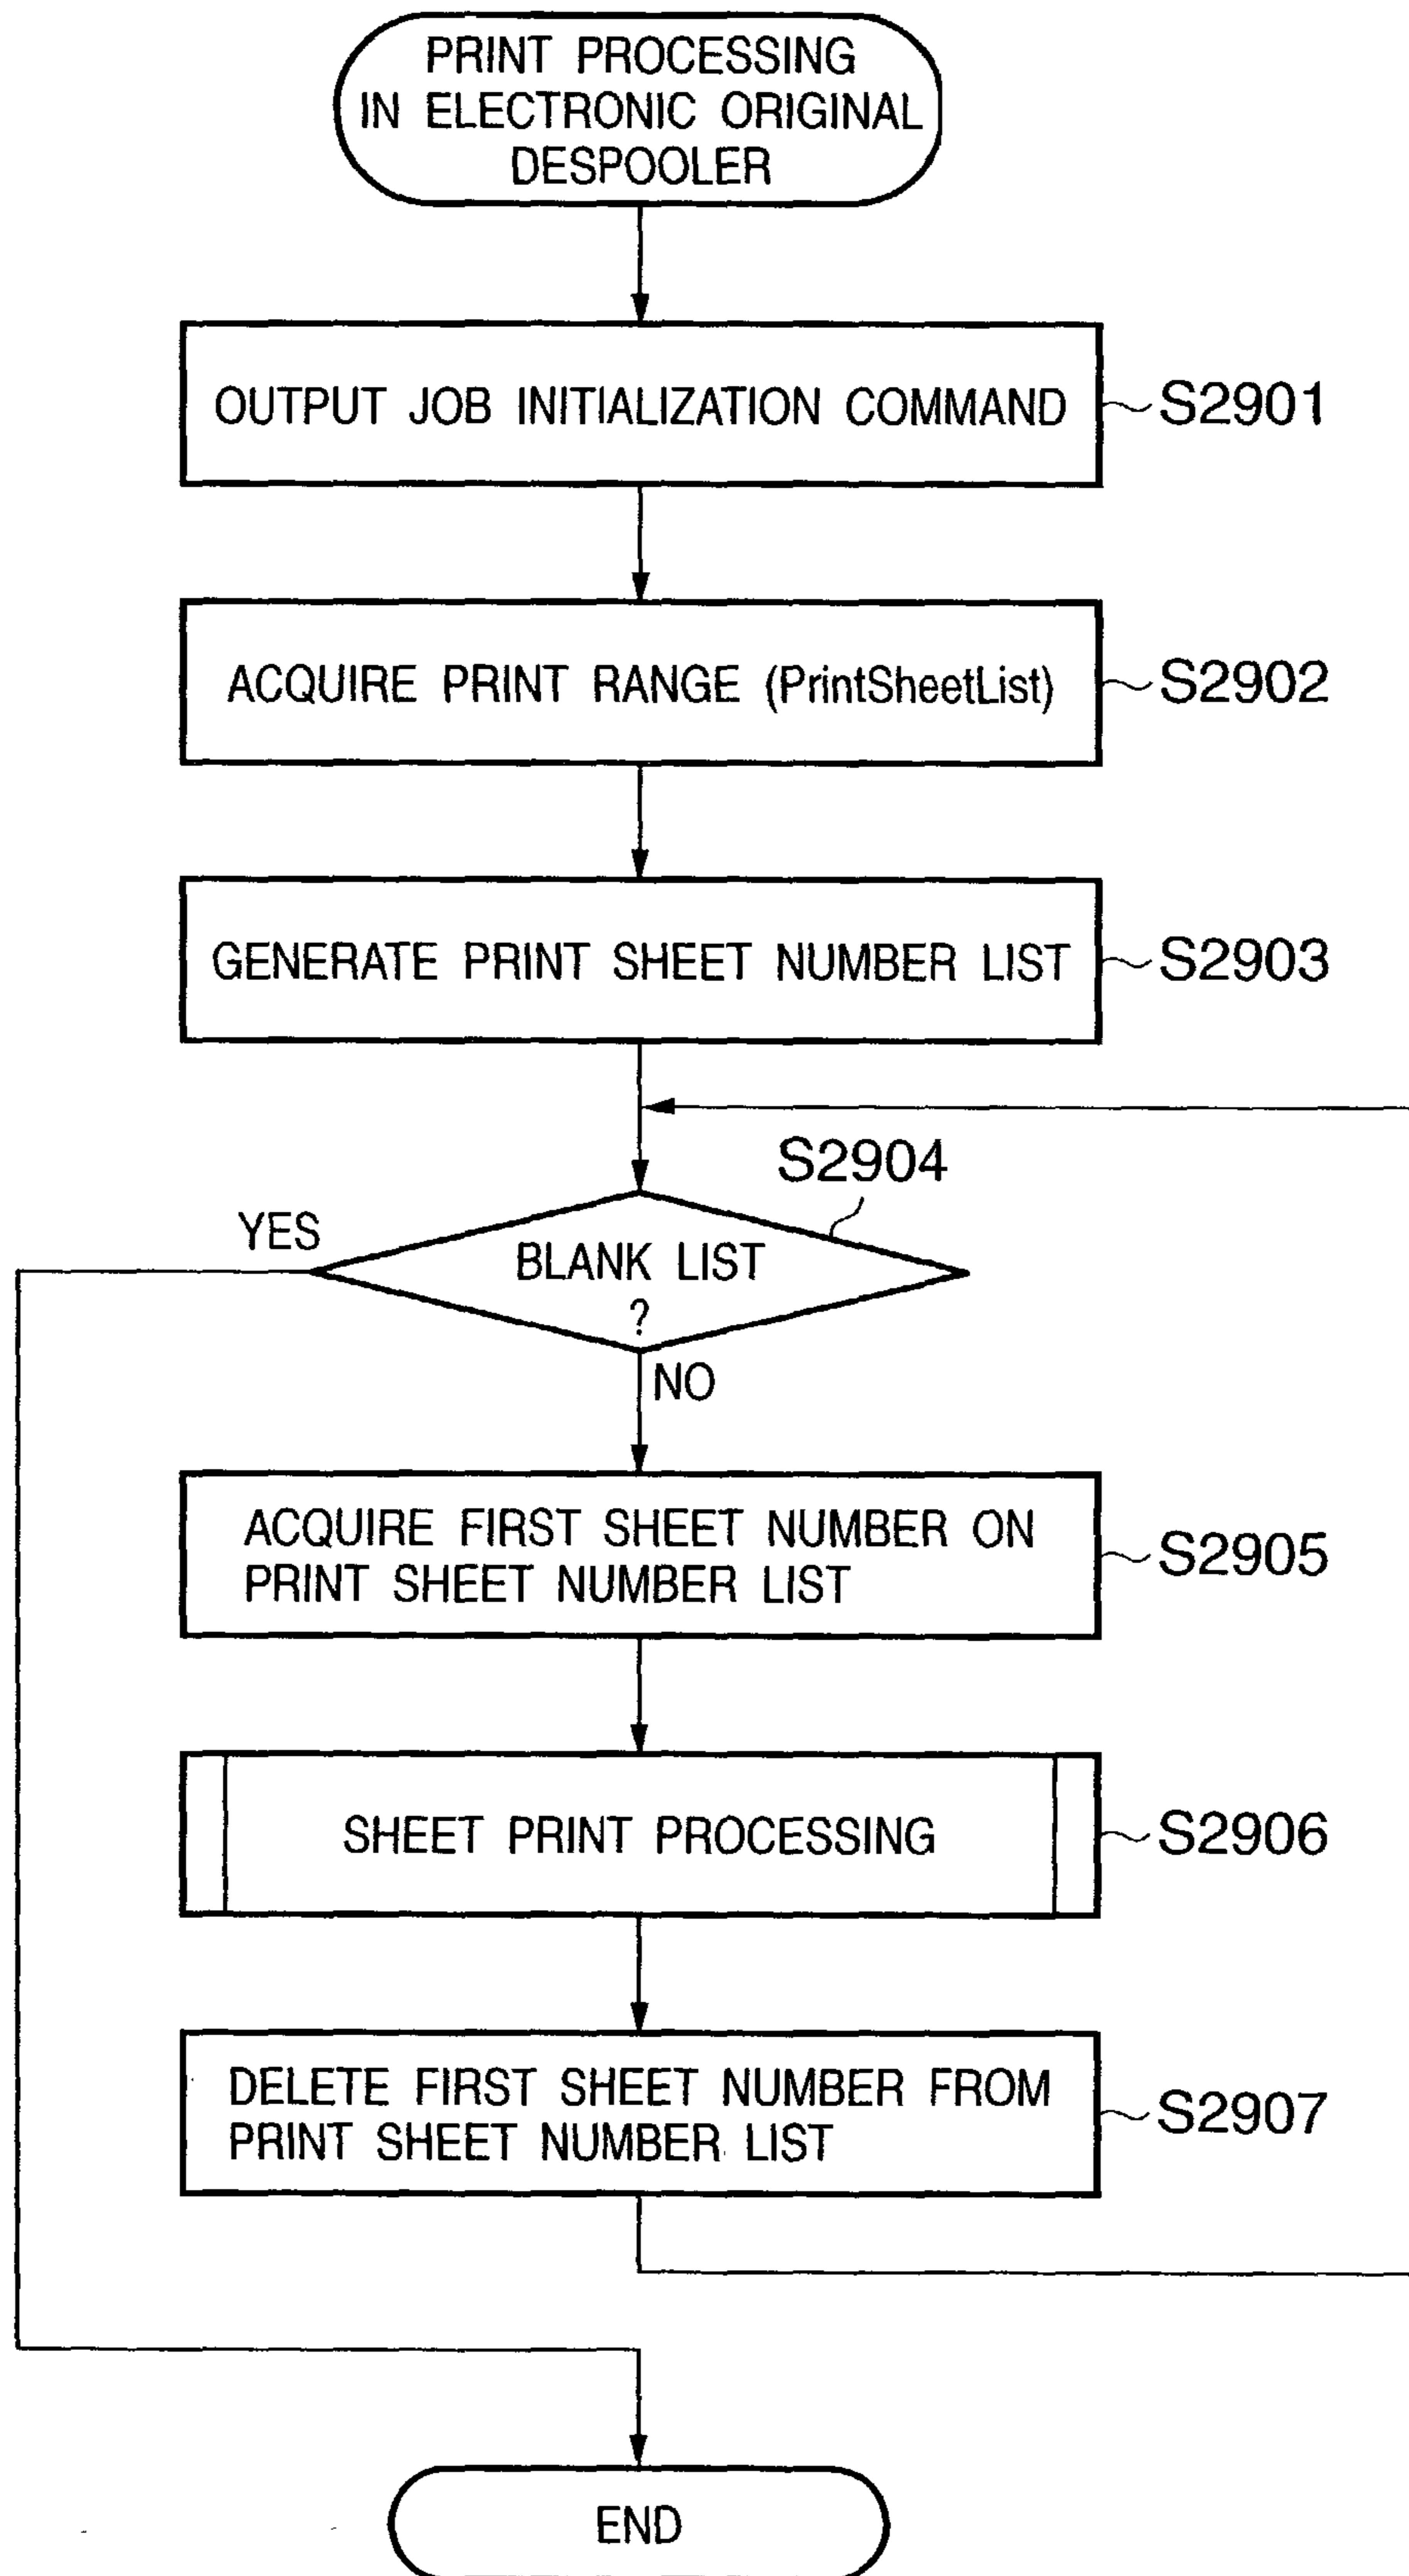 PRINT PROCESSING
IN ELECTRONIC ORIGINAL
DESPOOLER
OUTPUT JOB INITIALIZATION COMMAND
S2901
ACQUIRE PRINT RANGE (PrintSheetList)
S2902
GENERATE PRINT SHEET NUMBER LIST
S2903
S2904
YES
BLANK LIST
?
NO
ACQUIRE FIRST SHEET NUMBER ON
PRINT SHEET NUMBER LIST
S2905
SHEET PRINT PROCESSING
S2906
DELETE FIRST SHEET NUMBER FROM
PRINT SHEET NUMBER LIST
S2907
END